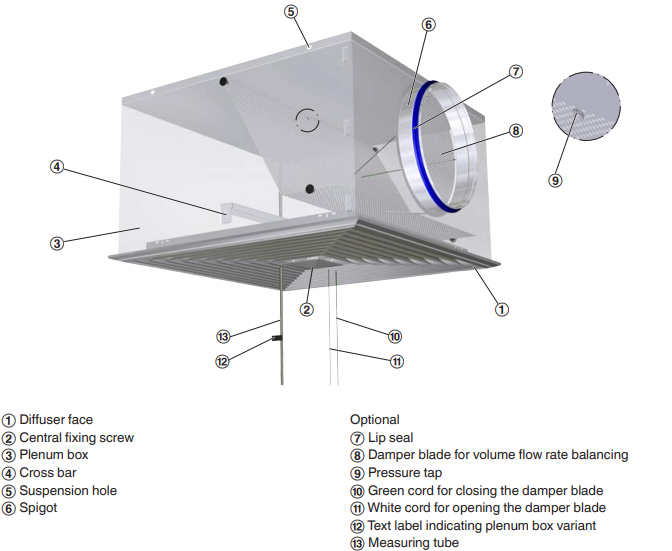 ⑤
⑥
⑦
⑧
④
⑨
③
②
①
⑬
⑩
⑫
⑪
① Diffuser face
② Central fixing screw
③ Plenum box
④ Cross bar
⑤ Suspension hole
⑥ Spigot
Optional
⑦ Lip seal
⑧ Damper blade for volume flow rate balancing
⑨ Pressure tap
⑩ Green cord for closing the damper blade
⑪ White cord for opening the damper blade
⑫ Text label indicating plenum box variant
⑬ Measuring tube